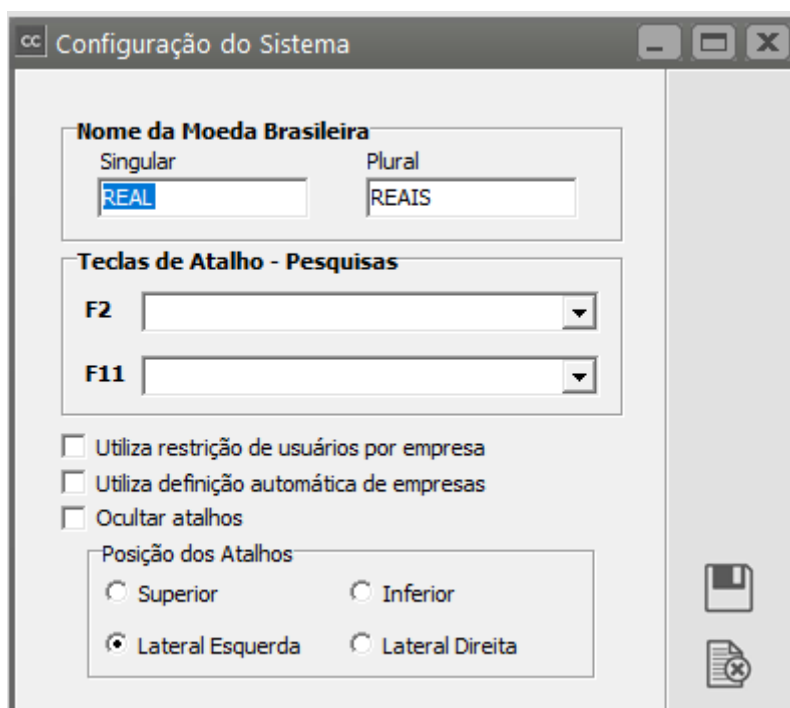 cc Configuração do Sistema
Nome da Moeda Brasileira
Singular Plural
REAL REAIS
Teclas de Atalho - Pesquisas
F2
F11
Utiliza restrição de usuários por empresa
Utiliza definição automática de empresas
Ocultar atalhos
Posição dos Atalhos
Superior Inferior
Lateral Esquerda Lateral Direita